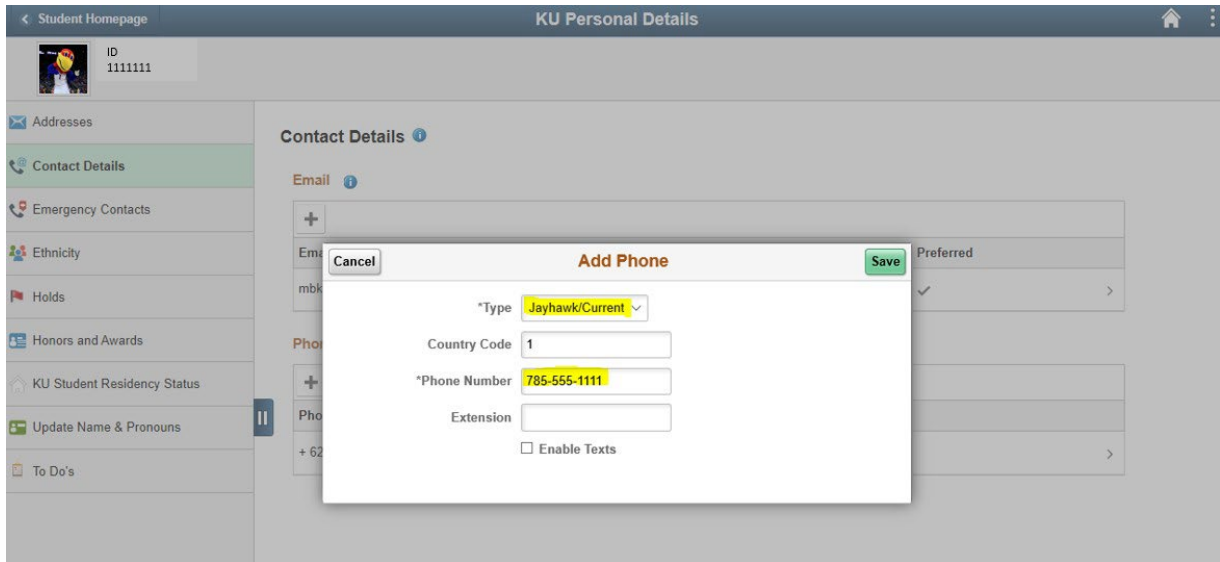 Student Homepage
KU Personal Details
ID
1111111
Addresses
Contact Details
Emergency Contacts
Ethnicity
Holds
Honors and Awards
KU Student Residency Status
Update Name & Pronouns
To Do's
Contact Details
Email
+
Ema
Preferred
mbk
Phon
+
Pho
+ 62
Cancel
Add Phone
Save
*Type Jayhawk/Current
Country Code 1
*Phone Number 785-555-1111
Extension
Enable Texts